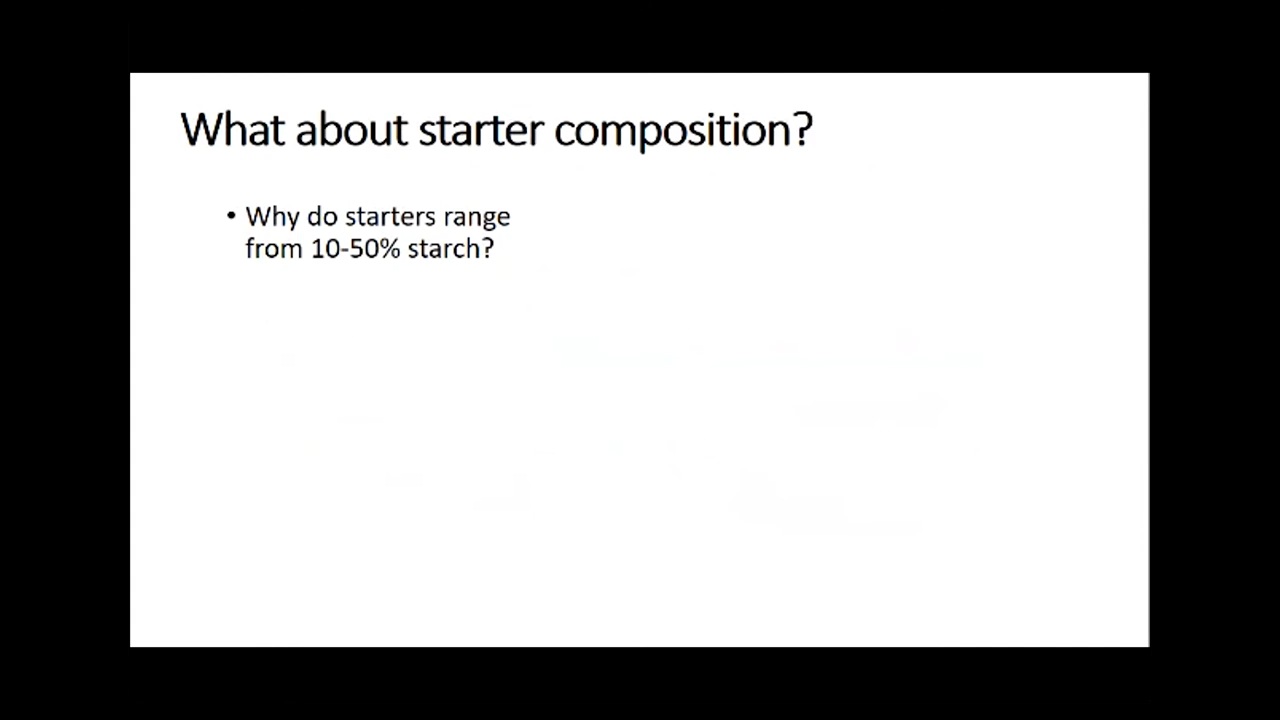 What about starter composition?
• Why do starters range
from 10-50% starch?